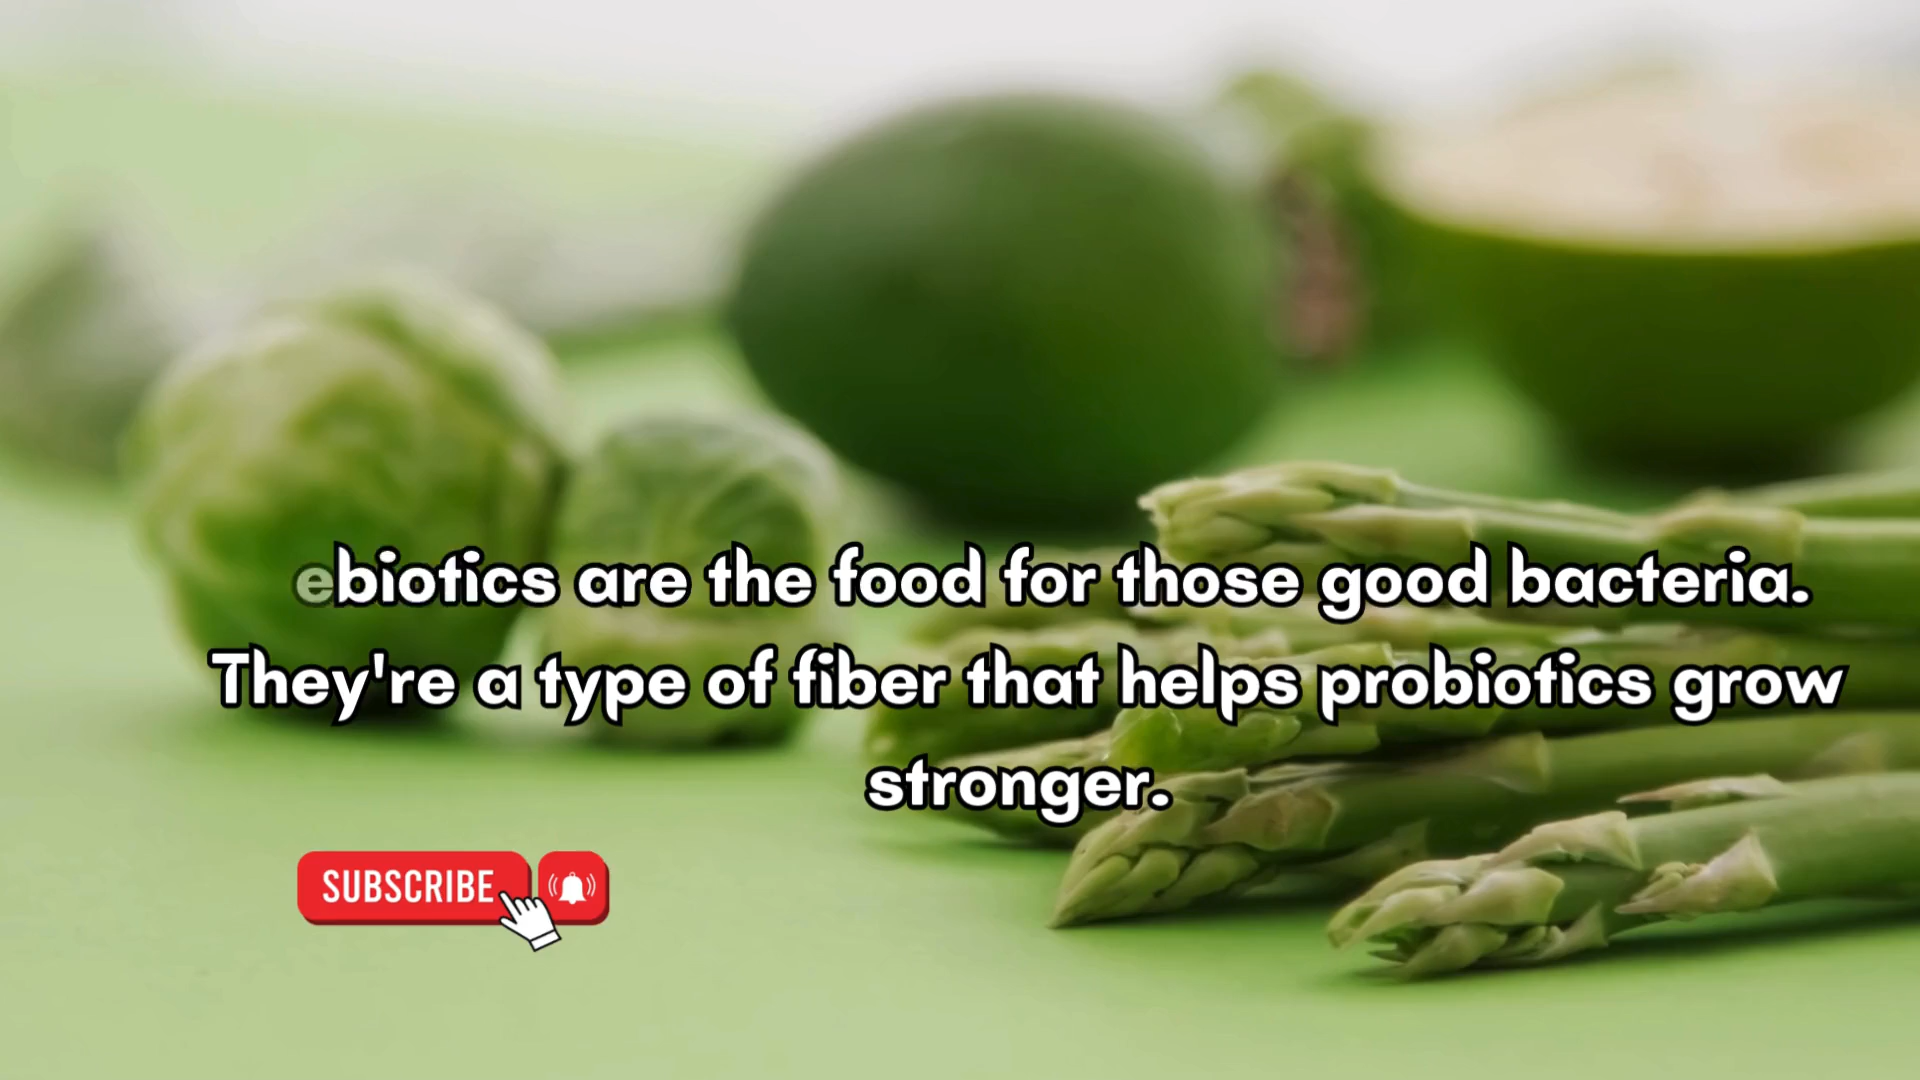 ebiotics are the food for those good bacteria.
They're a type of fiber that helps probiotics grow
stronger.
SUBSCRIBE